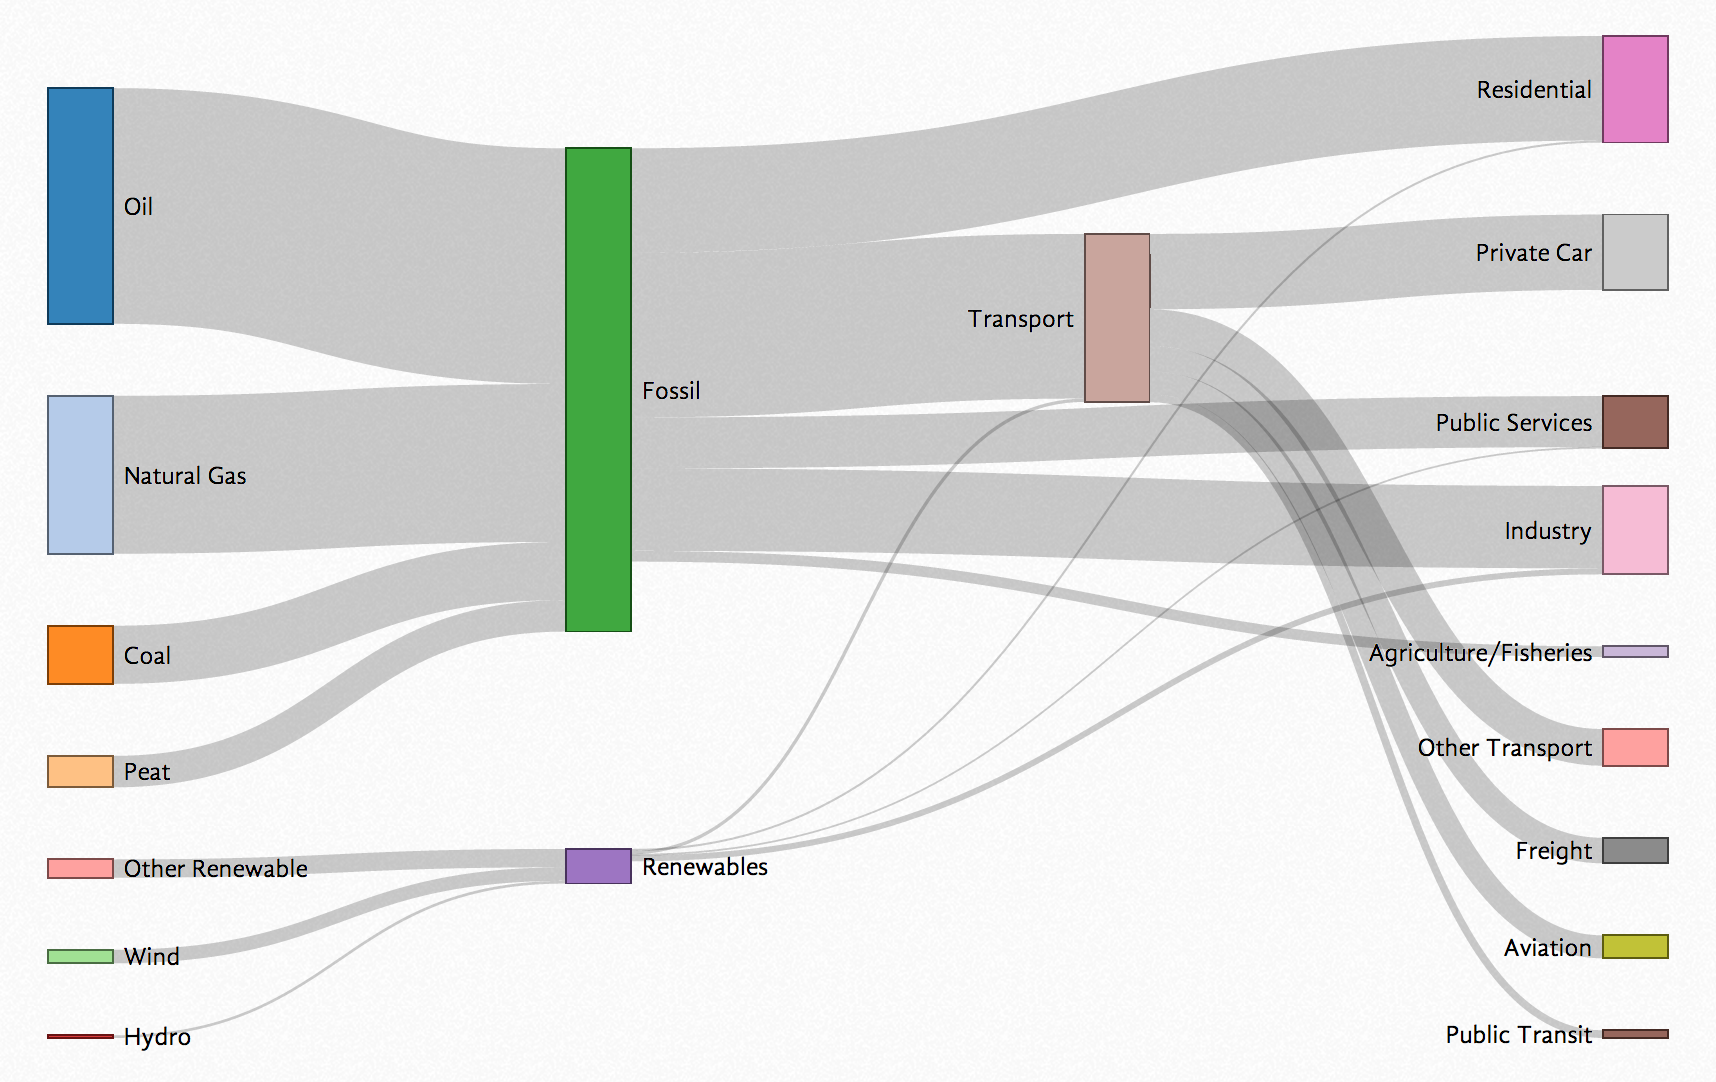 Oil
Natural Gas
Coal
Peat
Other Renewable
Wind
Hydro
Fossil
Renewables
Transport
Residential
Private Car
Public Services
Industry
Agriculture/Fisheries
Other Transport
Freight
Aviation
Public Transit